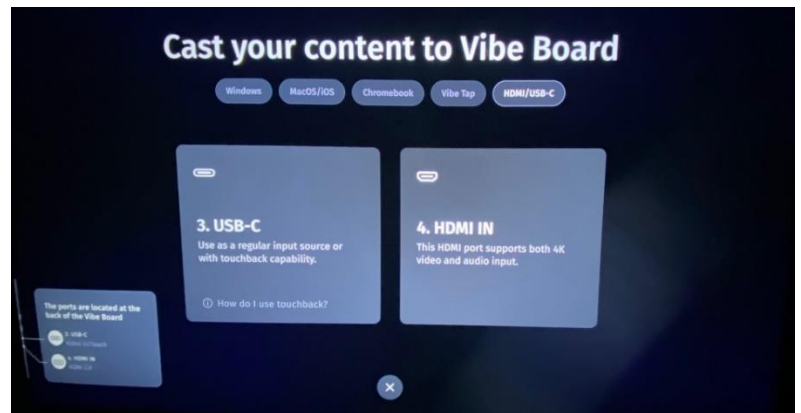 Cast your content to Vibe Board
Windows
MacOS/iOS
Chromebook
Vibe Tap
HDMI/USB-C
3. USB-C
Use as a regular input source or
with touchback capability.
How do I use touchback?
4. HDMI IN
This HDMI port supports both 4K
video and audio input.
The ports are located at the
back of the Vibe Board
3. USB-C
4. HDMI IN